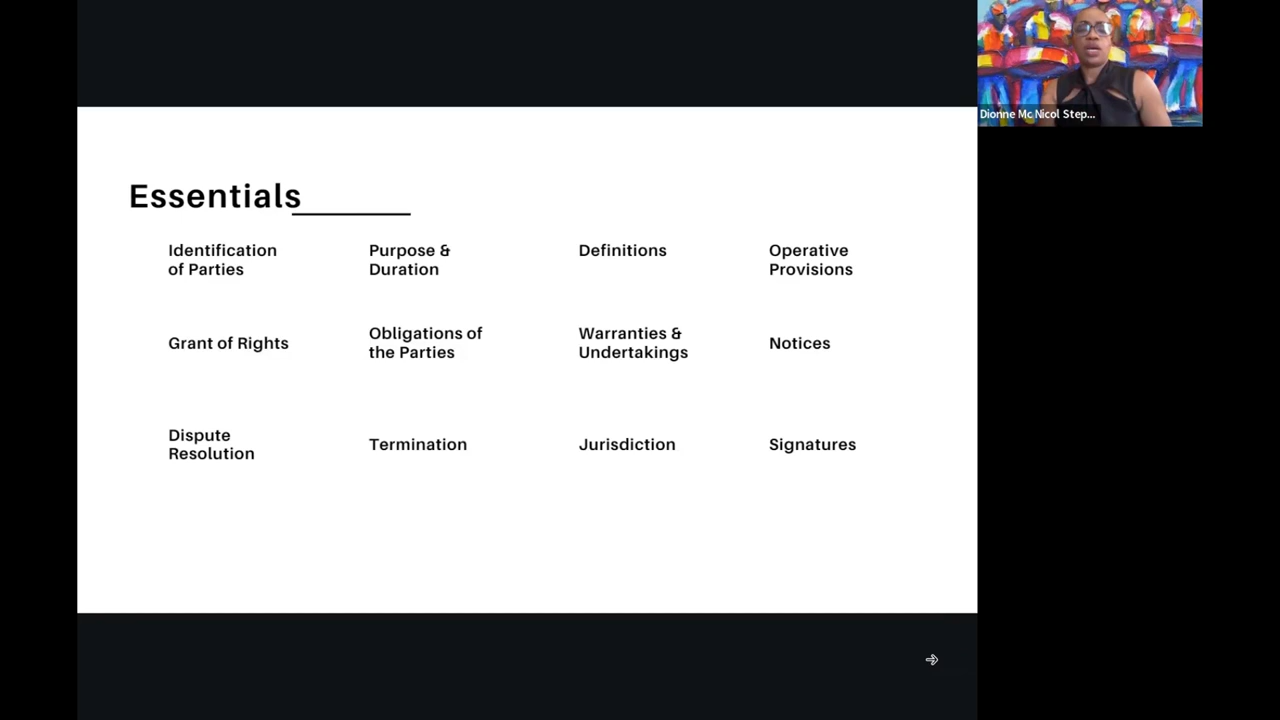 Dionne Mc Nicol Step...
Essentials
Identification
of Parties
Purpose &
Duration
Definitions
Operative
Provisions
Grant of Rights
Obligations of
the Parties
Warranties &
Undertakings
Notices
Dispute
Resolution
Termination
Jurisdiction
Signatures